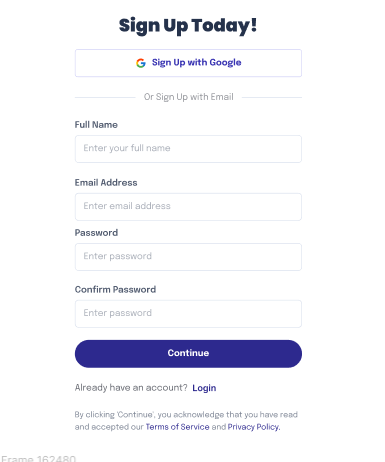 Sign Up Today!
Sign Up with Google
Or Sign Up with Email
Full Name
Enter your full name
Email Address
Enter email address
Password
Enter password
Confirm Password
Enter password
Continue
Already have an account? Login
By clicking 'Continue', you acknowledge that you have read
and accepted our Terms of Service and Privacy Policy.
Frame 162480